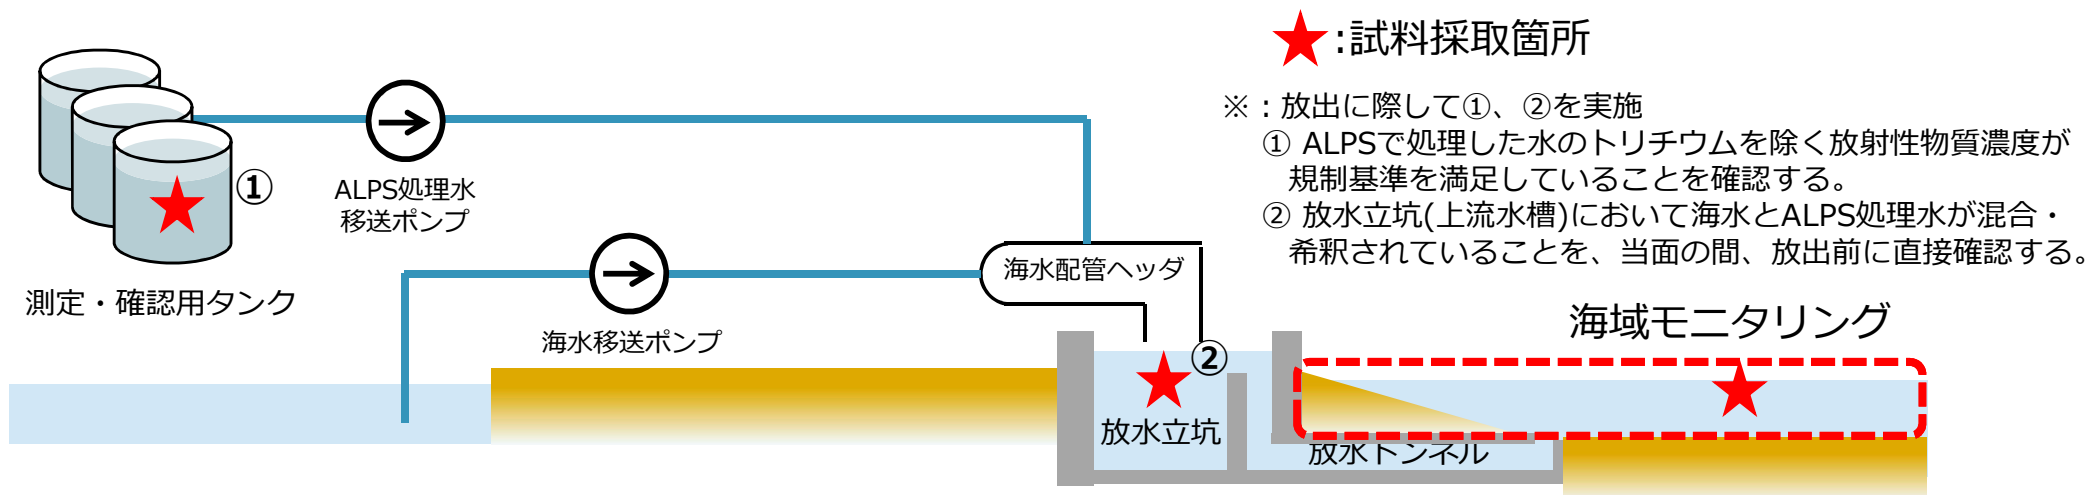 ★:試料採取箇所
※:放出に際して①、②を実施
① ALPSで処理した水のトリチウムを除く放射性物質濃度が
規制基準を満足していることを確認する。
② 放水立坑(上流水槽)において海水とALPS処理水が混合・
希釈されていることを、当面の間、放出前に直接確認する。
①
ALPS処理水
移送ポンプ
測定・確認用タンク
海水配管ヘッダ
海水移送ポンプ
海域モニタリング
②
放水立坑
放水トンネル